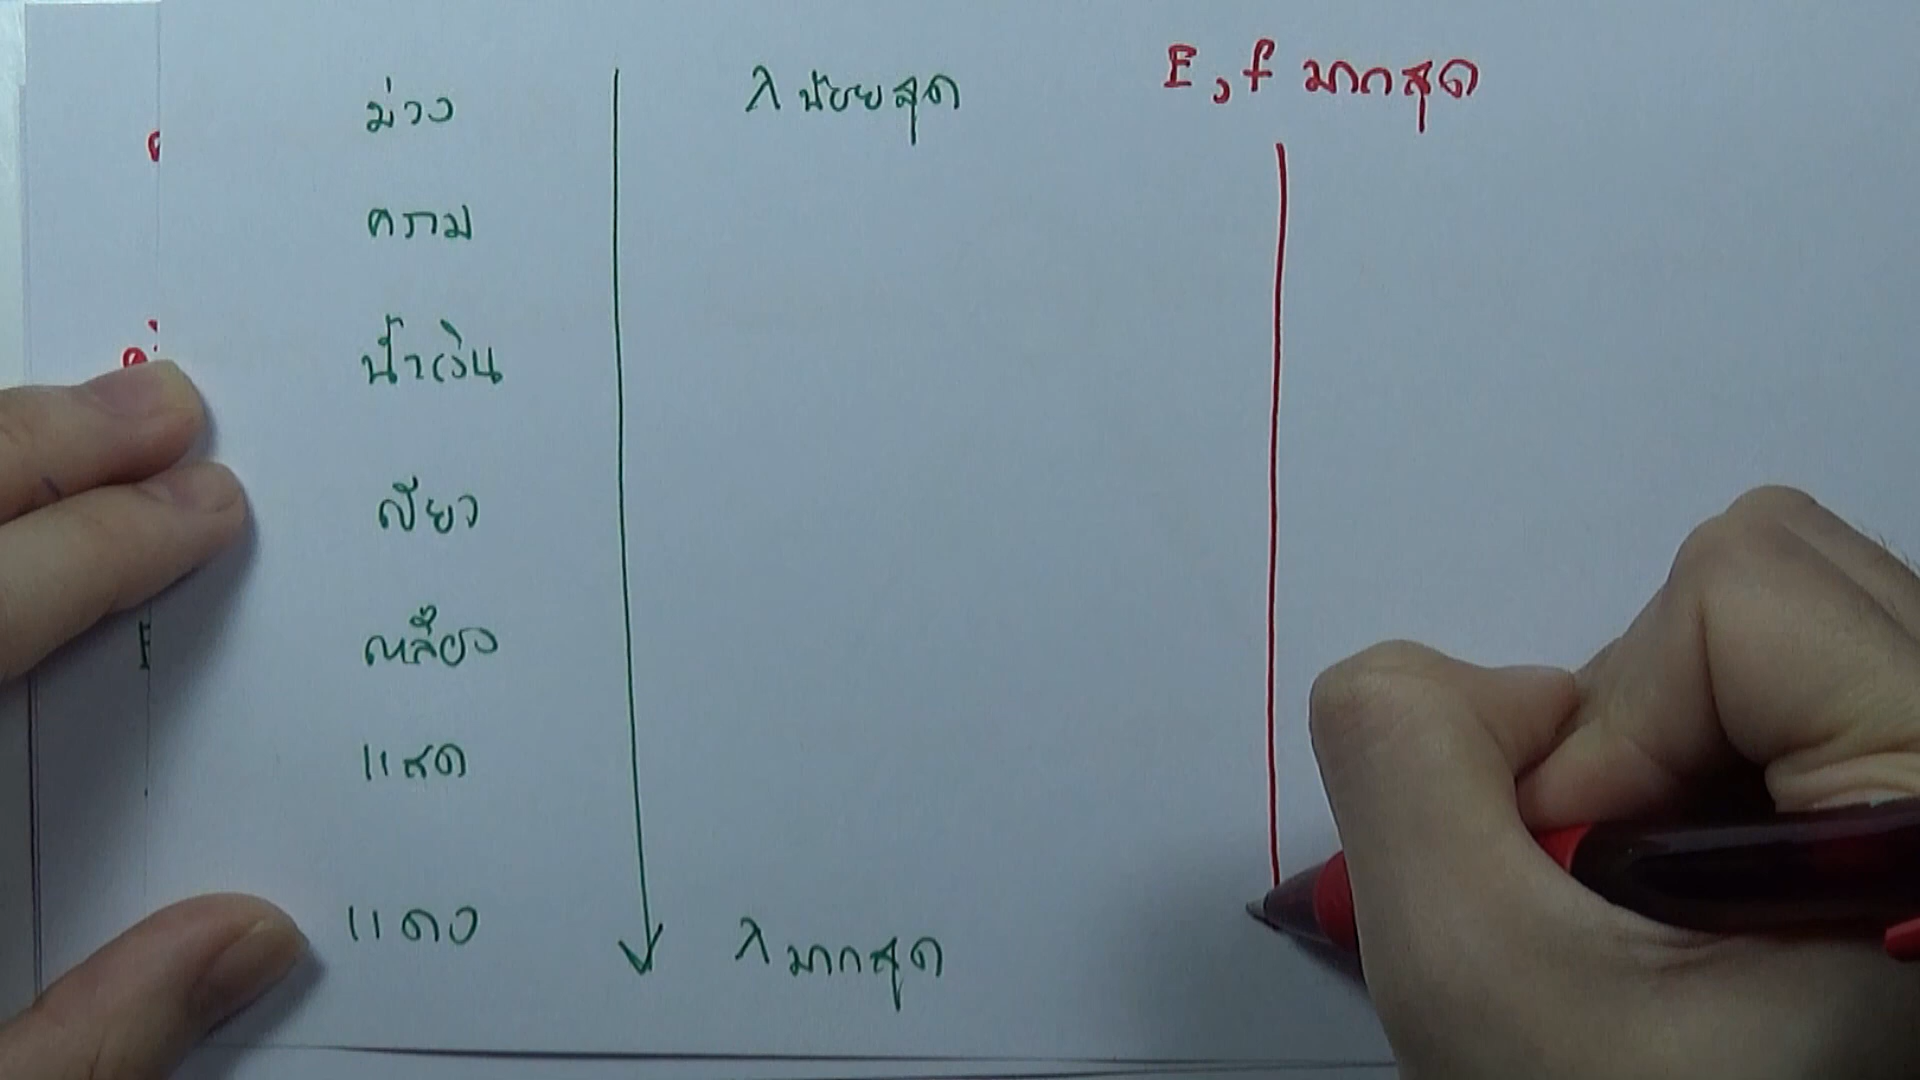 ม่วง
λ น้อยสุด
E, f มากสุด
คราม
น้ำเงิน
เขียว
เหลือง
แสด
แดง
λ มากสุด